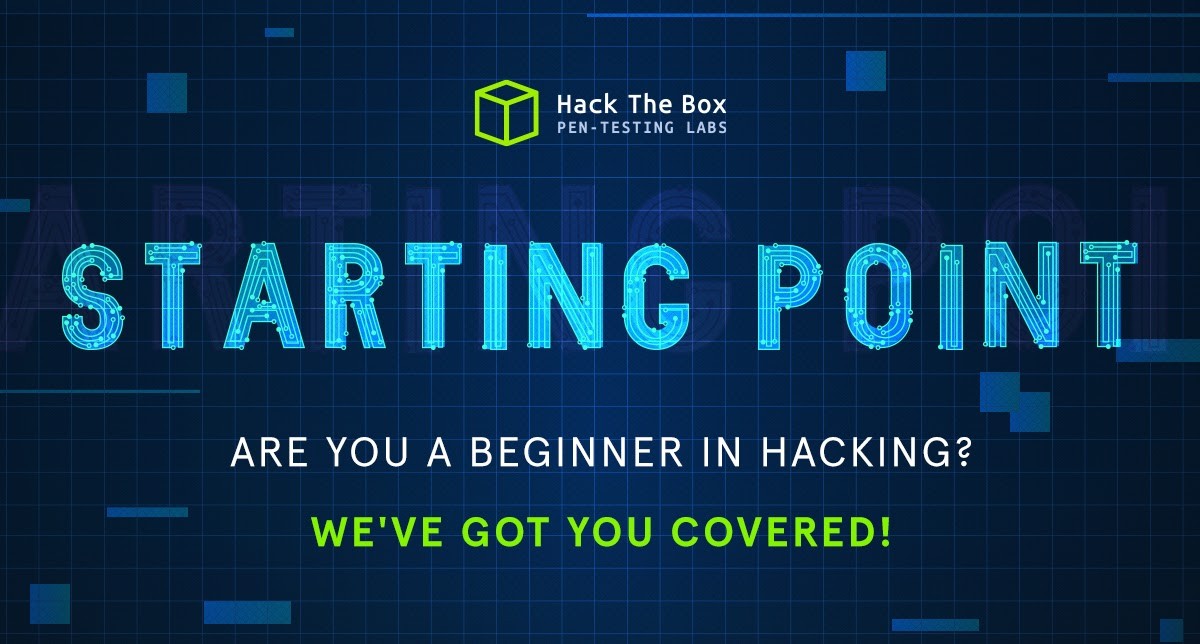 Hack The Box
PEN-TESTING LABS
STARTING POINT
ARE YOU A BEGINNER IN HACKING?
WE'VE GOT YOU COVERED!